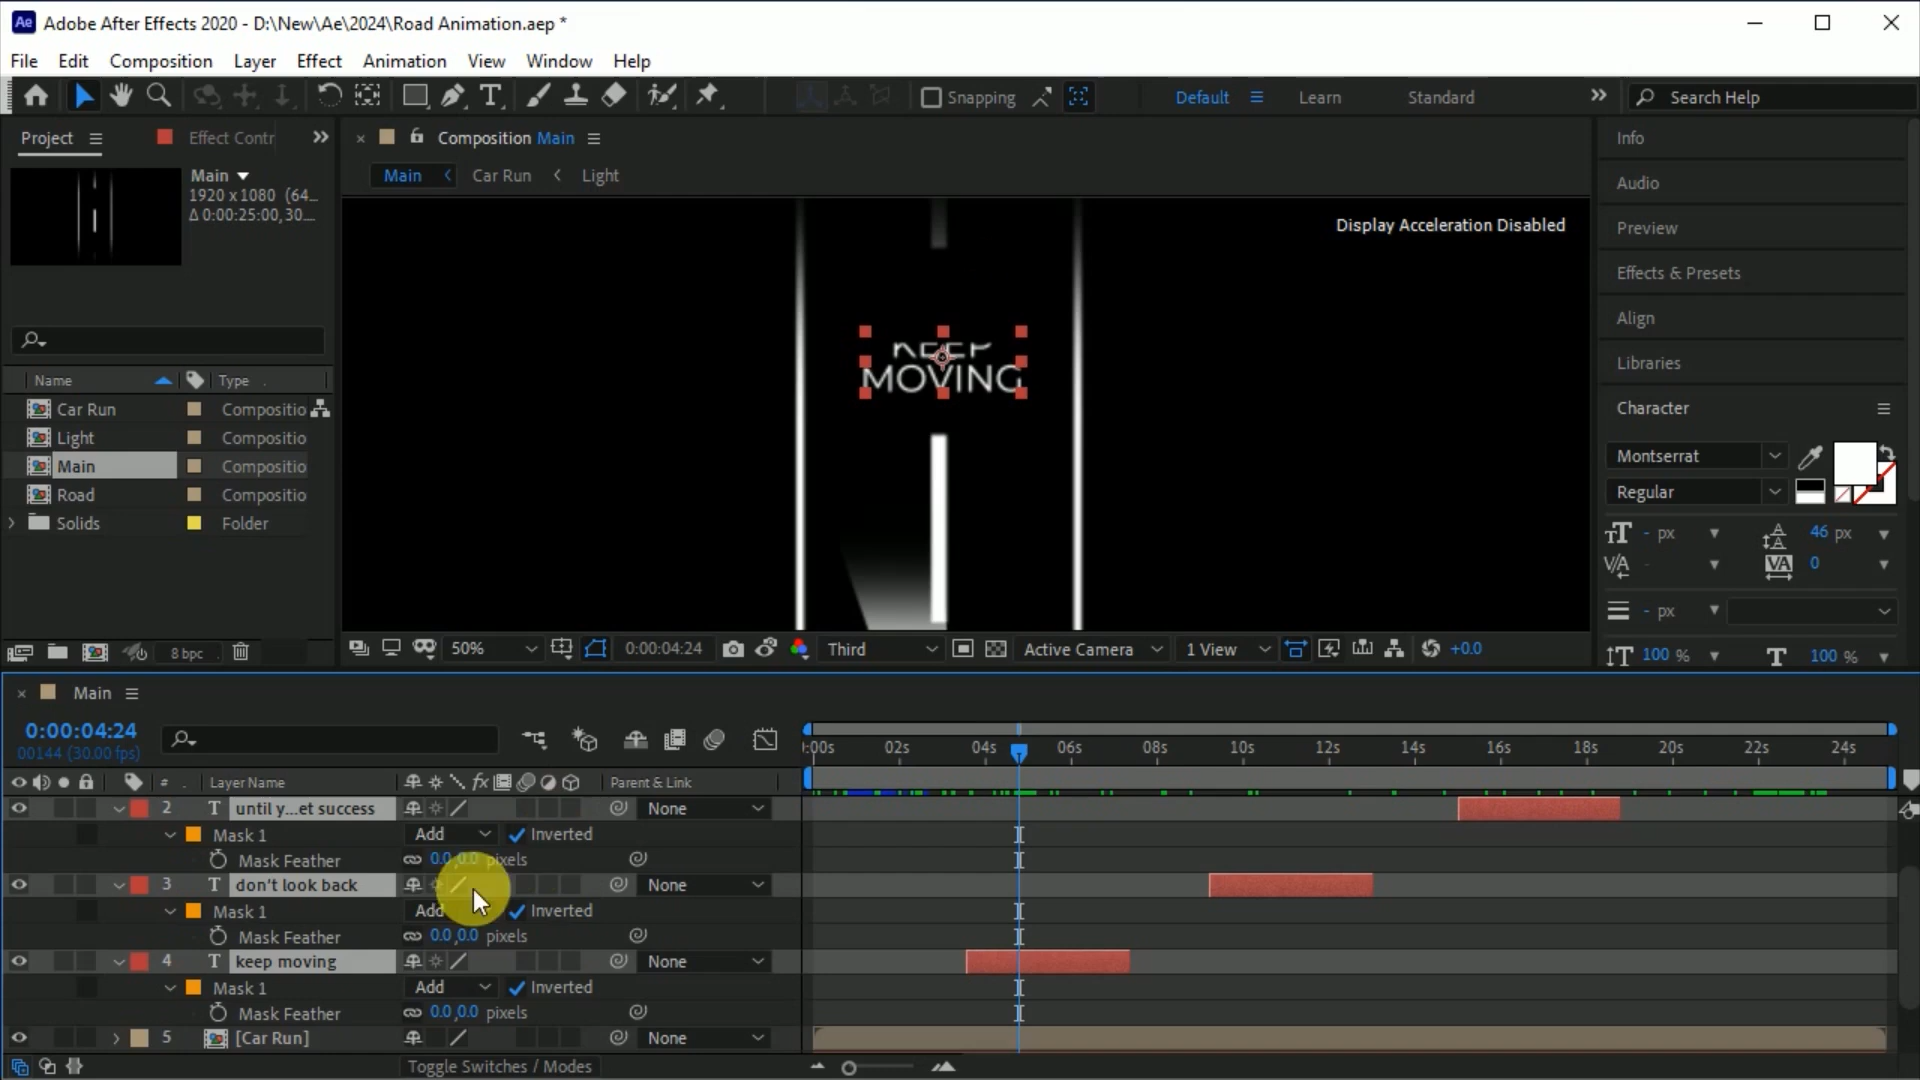 Ae Adobe After Effects 2020 - D:\New\Ae\2024\Road Animation.aep *
File Edit Composition Layer Effect Animation View Window Help
Snapping Default Learn Standard Search Help
Project Effect Contr
Composition Main
Main
1920 x 1080 (64...
Δ 0:00:25:00, 30....
Main Car Run Light
Display Acceleration Disabled
KEEP
MOVING
Name Type
Car Run Compositio
Light Compositio
Main Compositio
Road Compositio
Solids Folder
8 bpc
50% 0:00:04:24 Third Active Camera 1 View +0.0
Info
Audio
Preview
Effects & Presets
Align
Libraries
Character
Montserrat
Regular
- px 46 px
- 0
- px
100 % 100 %
Main
0:00:04:24
00144 (30.00 fps)
:00s 02s 04s 06s 08s 10s 12s 14s 16s 18s 20s 22s 24s
# Layer Name fx Parent & Link
2 T until y...et success None
Mask 1 Add Inverted
Mask Feather 0.0,0.0 pixels
3 T don't look back None
Mask 1 Add Inverted
Mask Feather 0.0,0.0 pixels
4 T keep moving None
Mask 1 Add Inverted
Mask Feather 0.0,0.0 pixels
5 [Car Run] None
Toggle Switches / Modes